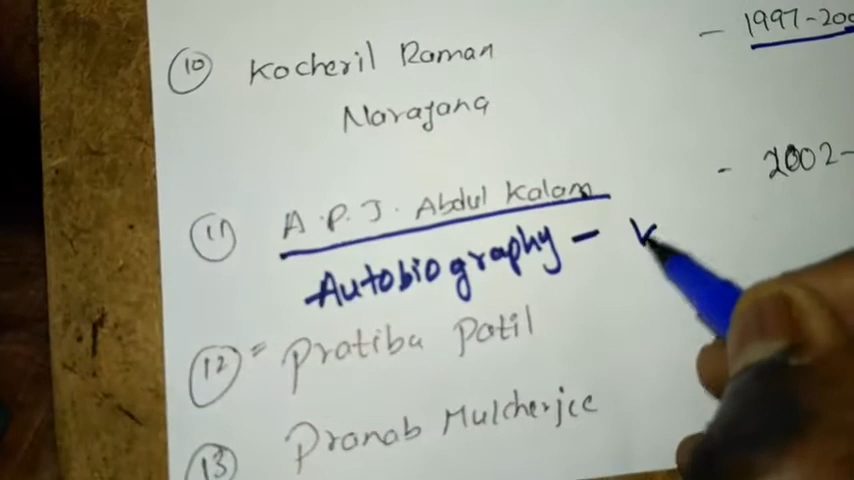 10 Kocheril Raman - 1997-200
Narayana
11 A.P.J. Abdul Kalam - 2002-
Autobiography -
12 = Pratiba Patil
13 Pranab Mukherjee